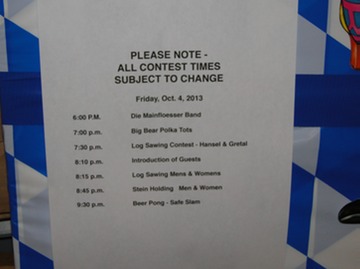 PLEASE NOTE -
ALL CONTEST TIMES
SUBJECT TO CHANGE
Friday, Oct. 4, 2013
6:00 P.M. Die Mainfloesser Band
7:00 p.m. Big Bear Polka Tots
7:30 p.m. Log Sawing Contest - Hansel & Gretal
8:10 p.m. Introduction of Guests
8:15 p.m. Log Sawing Mens & Womens
8:45 p.m. Stein Holding Men & Women
9:30 p.m. Beer Pong - Safe Slam